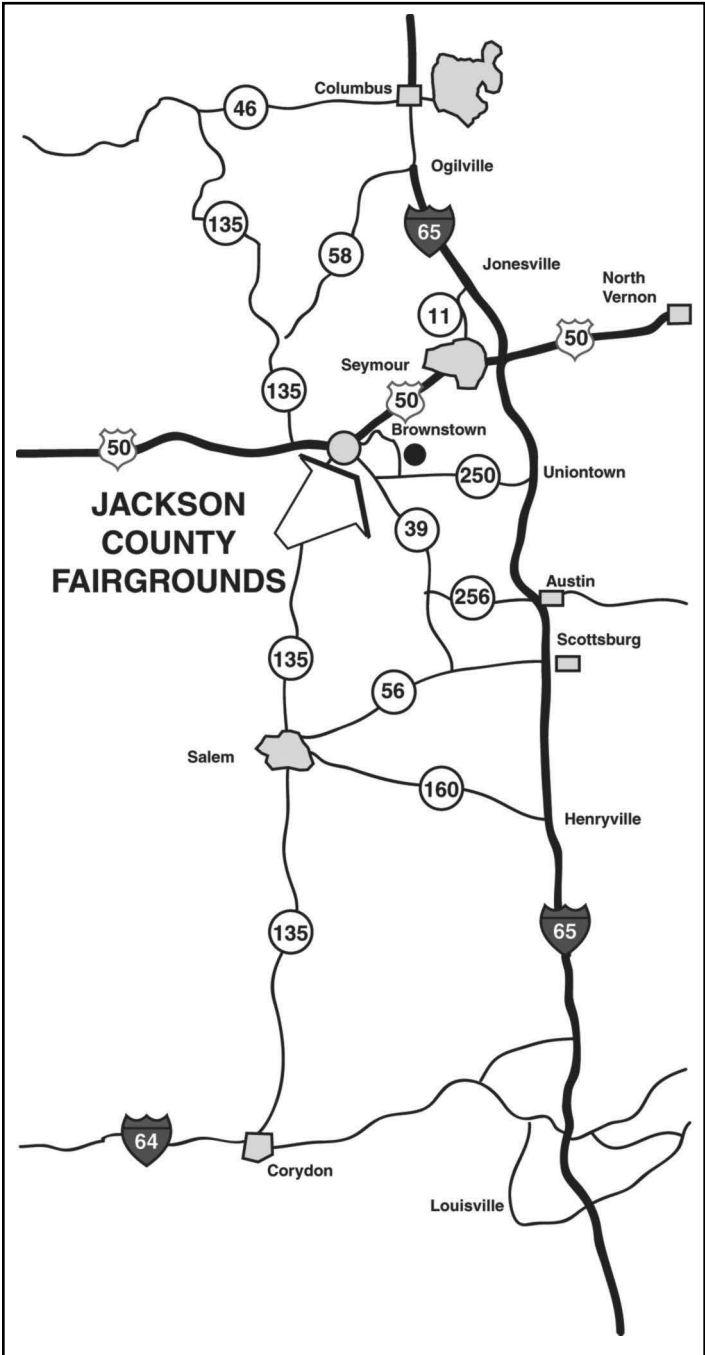 Columbus
46
Ogilville
135
65
58
Jonesville
North
Vernon
11
50
Seymour
135
50
Brownstown
50
250
Uniontown
JACKSON
COUNTY
FAIRGROUNDS
39
Austin
256
Scottsburg
135
56
Salem
160
Henryville
135
65
64
Corydon
Louisville